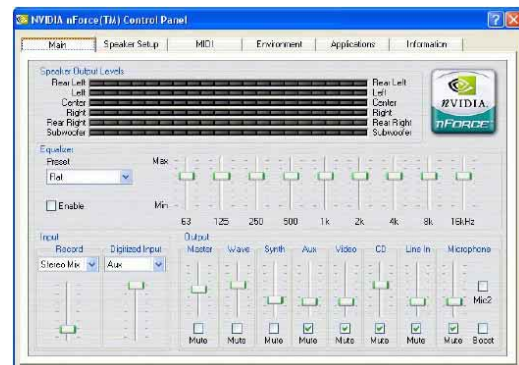 NVIDIA nForce(TM) Control Panel
Main Speaker Setup MIDI Environment Applications Information
Speaker Output Levels
Rear Left Rear Left
Left Left
Center Center
Right Right
Rear Right Rear Right
Subwoofer Subwoofer
NVIDIA.
nFORCE
Equalizer
Preset Max
Flat
Enable Min
63 125 250 500 1k 2k 4k 8k 16kHz
Input Output
Record Digitized Input Master Wave Synth Aux Video CD Line In Microphone
Stereo Mix Aux
Mic2
Mute Mute Mute Mute Mute Mute Mute Mute Boost